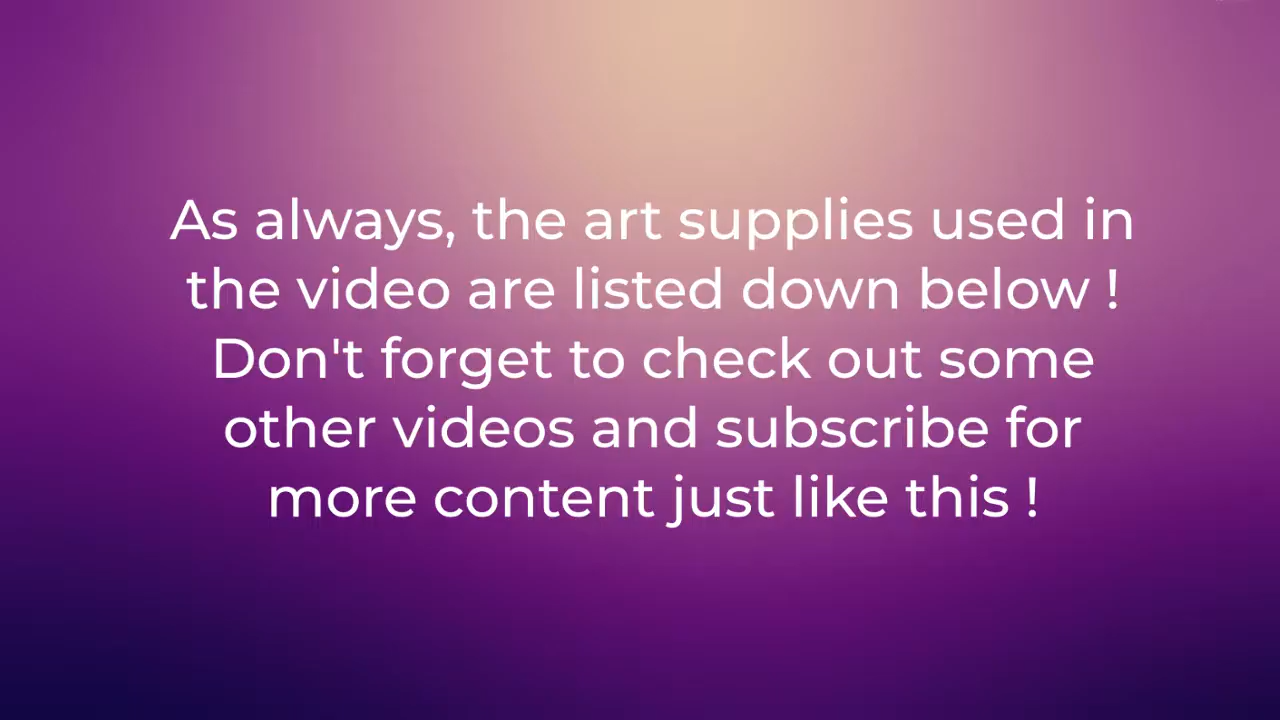 As always, the art supplies used in
the video are listed down below !
Don't forget to check out some
other videos and subscribe for
more content just like this !